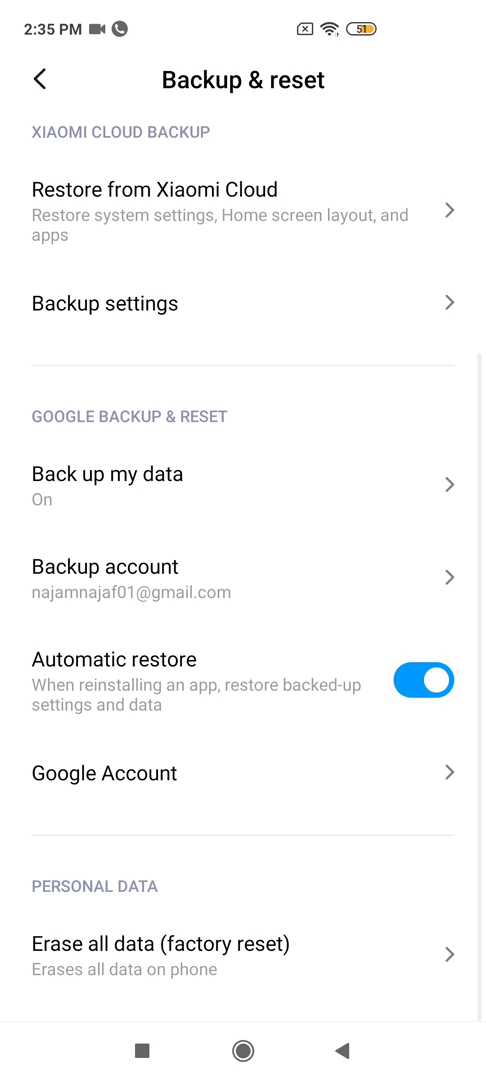 2:35 PM
51
Backup & reset
XIAOMI CLOUD BACKUP
Restore from Xiaomi Cloud
Restore system settings, Home screen layout, and
apps
Backup settings
GOOGLE BACKUP & RESET
Back up my data
On
Backup account
najamnajaf01@gmail.com
Automatic restore
When reinstalling an app, restore backed-up
settings and data
Google Account
PERSONAL DATA
Erase all data (factory reset)
Erases all data on phone